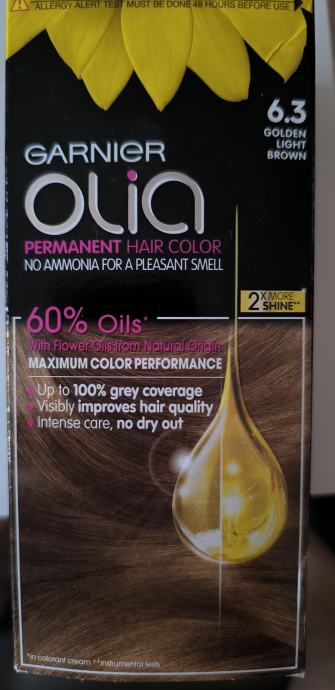 ALLERGY ALERT TEST MUST BE DONE 48 HOURS BEFORE USE
6.3
GOLDEN
LIGHT
BROWN
GARNIER
OLIA
PERMANENT HAIR COLOR
NO AMMONIA FOR A PLEASANT SMELL
2X MORE
SHINE**
60% Oils*
With Flower Oils from Natural Origin
MAXIMUM COLOR PERFORMANCE
Up to 100% grey coverage
Visibly improves hair quality
Intense care, no dry out
*in colorant cream **Instrumental tests